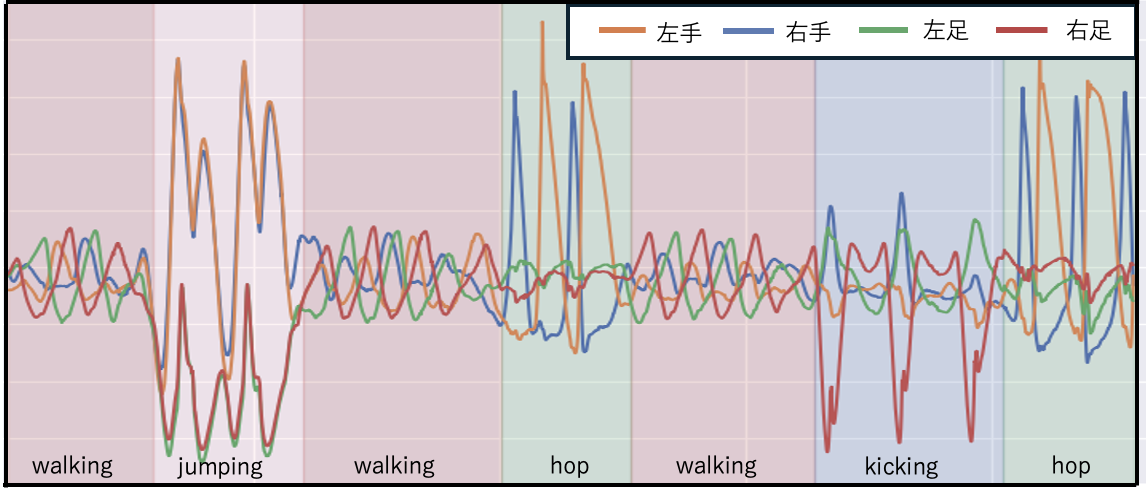 左手 右手 左足 右足
walking jumping walking hop walking kicking hop